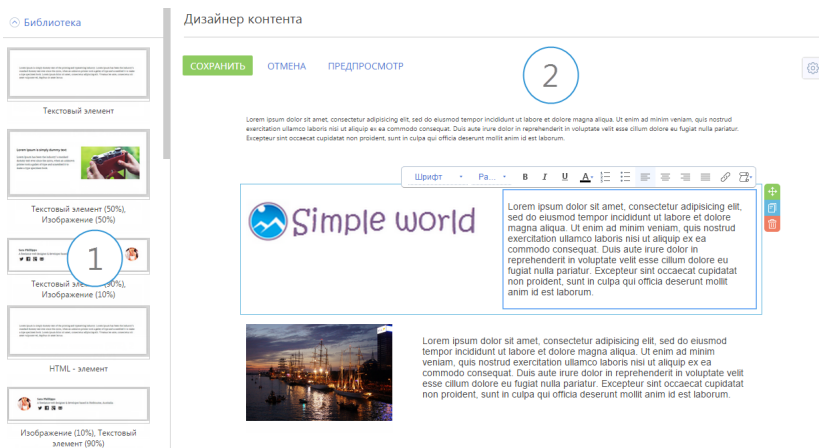 Библиотека
Текстовый элемент
Lorem Ipsum is simply dummy text
Текстовый элемент (50%),
Изображение (50%)
1
Текстовый элемент (90%),
Изображение (10%)
HTML - элемент
Изображение (10%), Текстовый
элемент (90%)
Дизайнер контента
СОХРАНИТЬ ОТМЕНА ПРЕДПРОСМОТР
2
Lorem ipsum dolor sit amet, consectetur adipisicing elit, sed do eiusmod tempor incididunt ut labore et dolore magna aliqua. Ut enim ad minim veniam, quis nostrud
exercitation ullamco laboris nisi ut aliquip ex ea commodo consequat. Duis aute irure dolor in reprehenderit in voluptate velit esse cillum dolore eu fugiat nulla pariatur.
Excepteur sint occaecat cupidatat non proident, sunt in culpa qui officia deserunt mollit anim id est laborum.
Шрифт Ра... B I U A
Simple world
Lorem ipsum dolor sit amet, consectetur adipisicing elit,
sed do eiusmod tempor incididunt ut labore et dolore
magna aliqua. Ut enim ad minim veniam, quis nostrud
exercitation ullamco laboris nisi ut aliquip ex ea
commodo consequat. Duis aute irure dolor in
reprehenderit in voluptate velit esse cillum dolore eu
fugiat nulla pariatur. Excepteur sint occaecat cupidatat
non proident, sunt in culpa qui officia deserunt mollit
anim id est laborum.
Lorem ipsum dolor sit amet, consectetur adipisicing elit, sed do eiusmod
tempor incididunt ut labore et dolore magna aliqua. Ut enim ad minim
veniam, quis nostrud exercitation ullamco laboris nisi ut aliquip ex ea
commodo consequat. Duis aute irure dolor in reprehenderit in voluptate velit
esse cillum dolore eu fugiat nulla pariatur. Excepteur sint occaecat cupidatat
non proident, sunt in culpa qui officia deserunt mollit anim id est laborum.